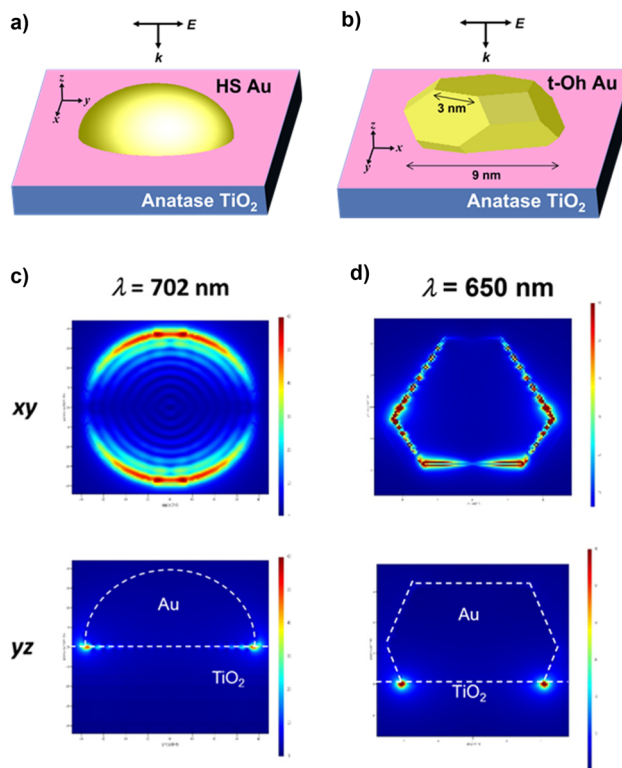 a)
E
k
HS Au
z
y
x
Anatase TiO2
b)
E
k
t-Oh Au
3 nm
z
x
y
9 nm
Anatase TiO2
c)
λ = 702 nm
d)
λ = 650 nm
xy
yz
Au
TiO2
Au
TiO2